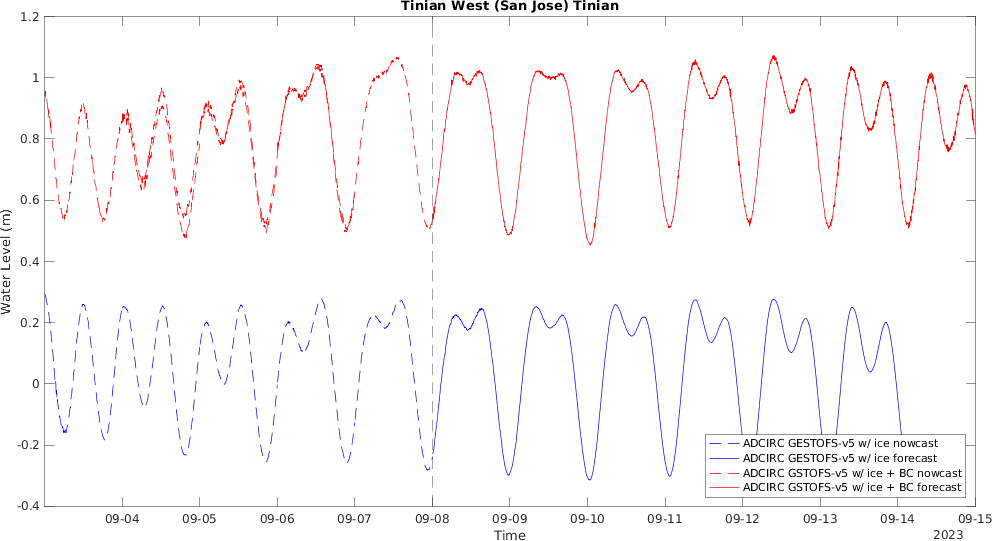 Tinian West (San Jose) Tinian
1.2
1
0.8
0.6
0.4
0.2
0
-0.2
-0.4
Water Level (m)
ADCIRC GESTOFS-v5 w/ ice nowcast
ADCIRC GESTOFS-v5 w/ ice forecast
ADCIRC GSTOFS-v5 w/ ice + BC nowcast
ADCIRC GSTOFS-v5 w/ ice + BC forecast
09-04 09-05 09-06 09-07 09-08 09-09 09-10 09-11 09-12 09-13 09-14 09-15
Time
2023